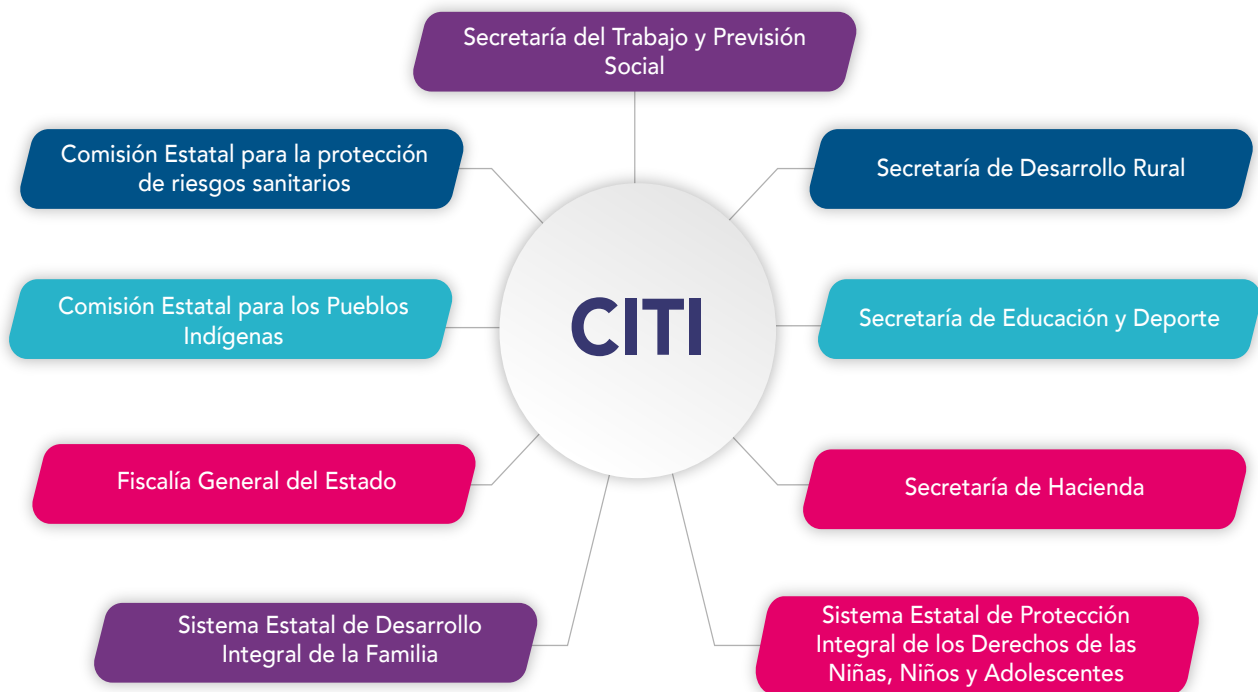 Secretaría del Trabajo y Previsión
Social
Comisión Estatal para la protección
de riesgos sanitarios
Secretaría de Desarrollo Rural
CITI
Comisión Estatal para los Pueblos
Indígenas
Secretaría de Educación y Deporte
Fiscalía General del Estado
Secretaría de Hacienda
Sistema Estatal de Desarrollo
Integral de la Familia
Sistema Estatal de Protección
Integral de los Derechos de las
Niñas, Niños y Adolescentes